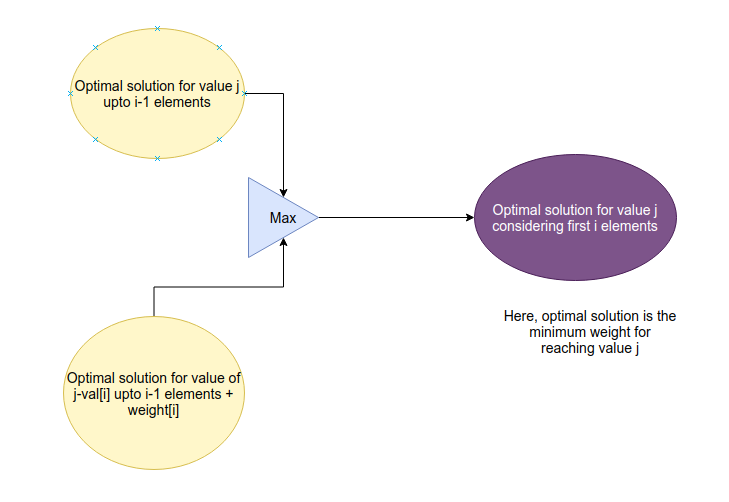 Optimal solution for value j
upto i-1 elements
Max
Optimal solution for value j
considering first i elements
Here, optimal solution is the
minimum weight for
reaching value j
Optimal solution for value of
j-val[i] upto i-1 elements +
weight[i]